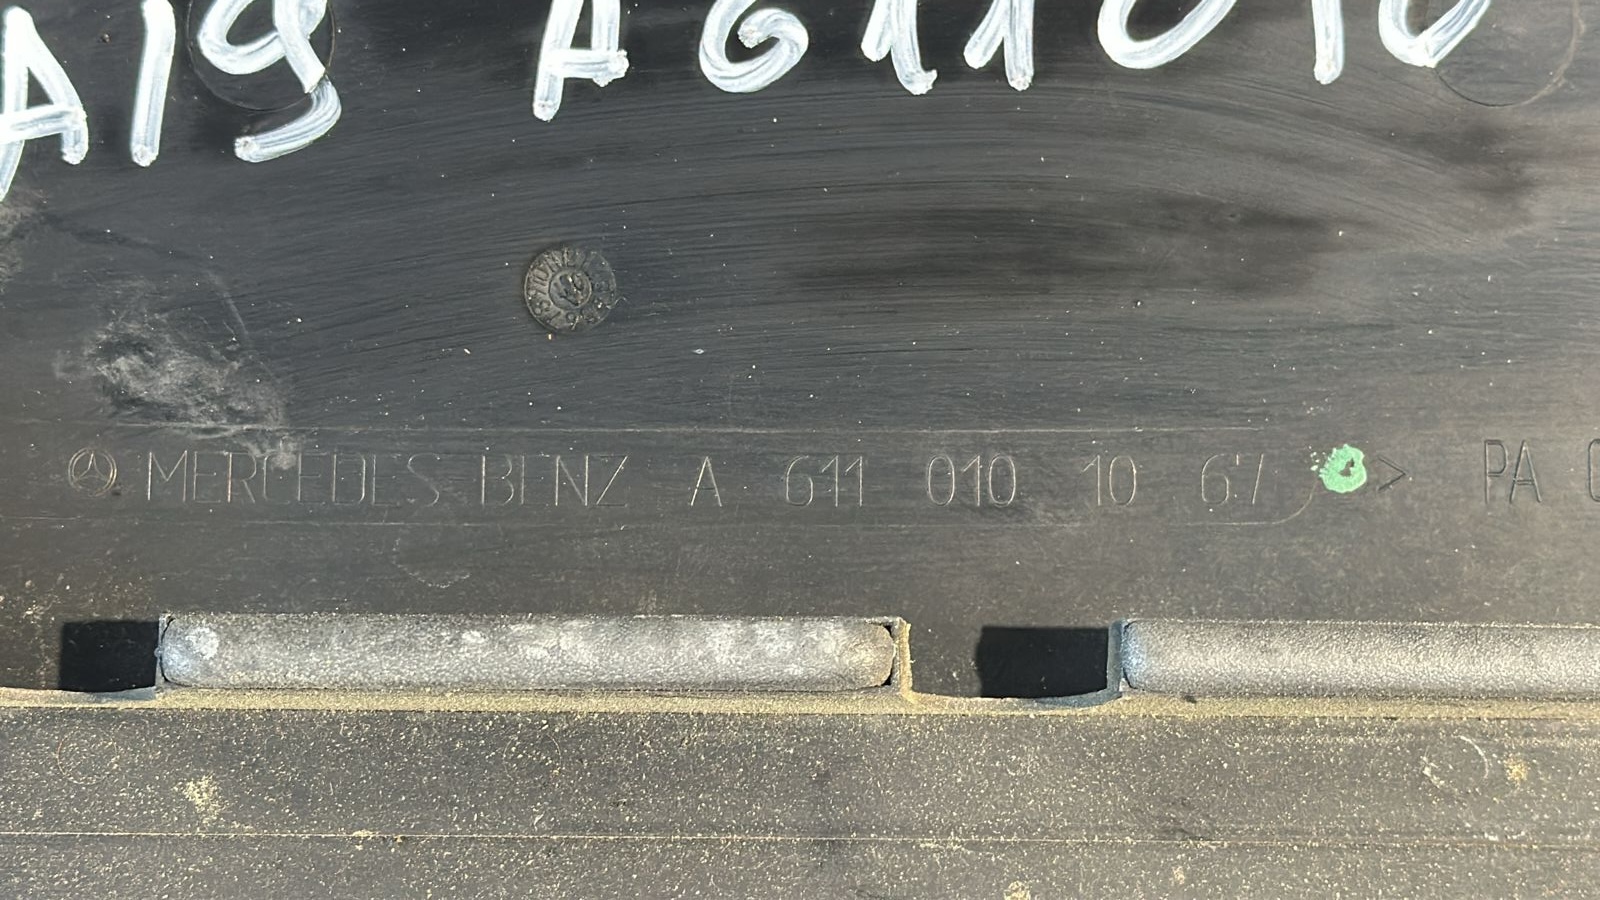 A19 A611010
MERCEDES-BENZ A 611 010 10 67 > PA